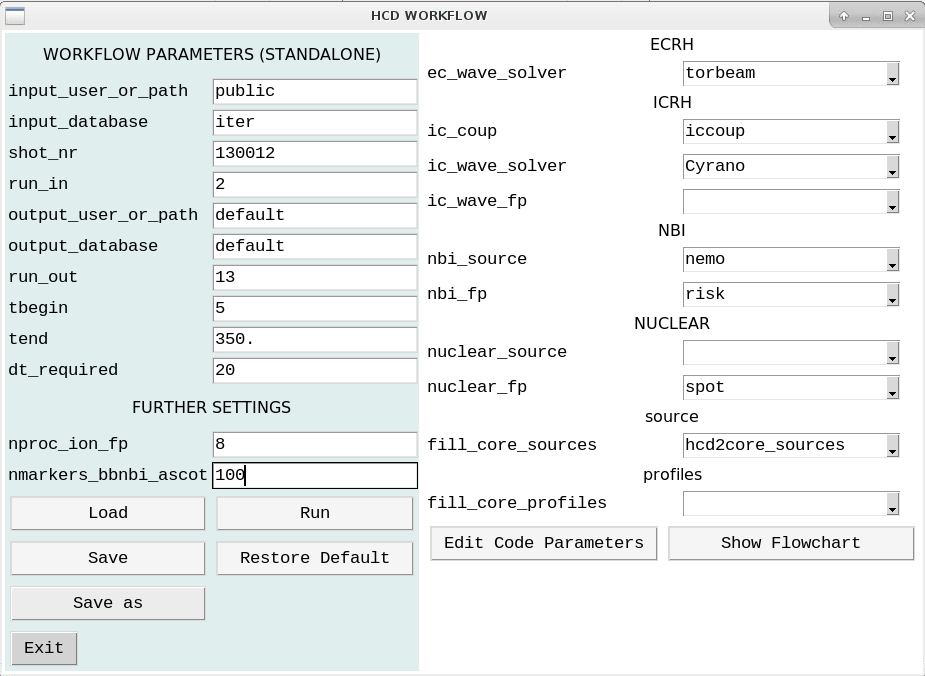 HCD WORKFLOW
WORKFLOW PARAMETERS (STANDALONE)
input_user_or_path public
input_database iter
shot_nr 130012
run_in 2
output_user_or_path default
output_database default
run_out 13
tbegin 5
tend 350.
dt_required 20
FURTHER SETTINGS
nproc_ion_fp 8
nmarkers_bbnbi_ascot 100
Load Run
Save Restore Default
Save as
Exit
ECRH
ec_wave_solver torbeam
ICRH
ic_coup iccoup
ic_wave_solver Cyrano
ic_wave_fp
NBI
nbi_source nemo
nbi_fp risk
NUCLEAR
nuclear_source
nuclear_fp spot
source
fill_core_sources hcd2core_sources
profiles
fill_core_profiles
Edit Code Parameters Show Flowchart